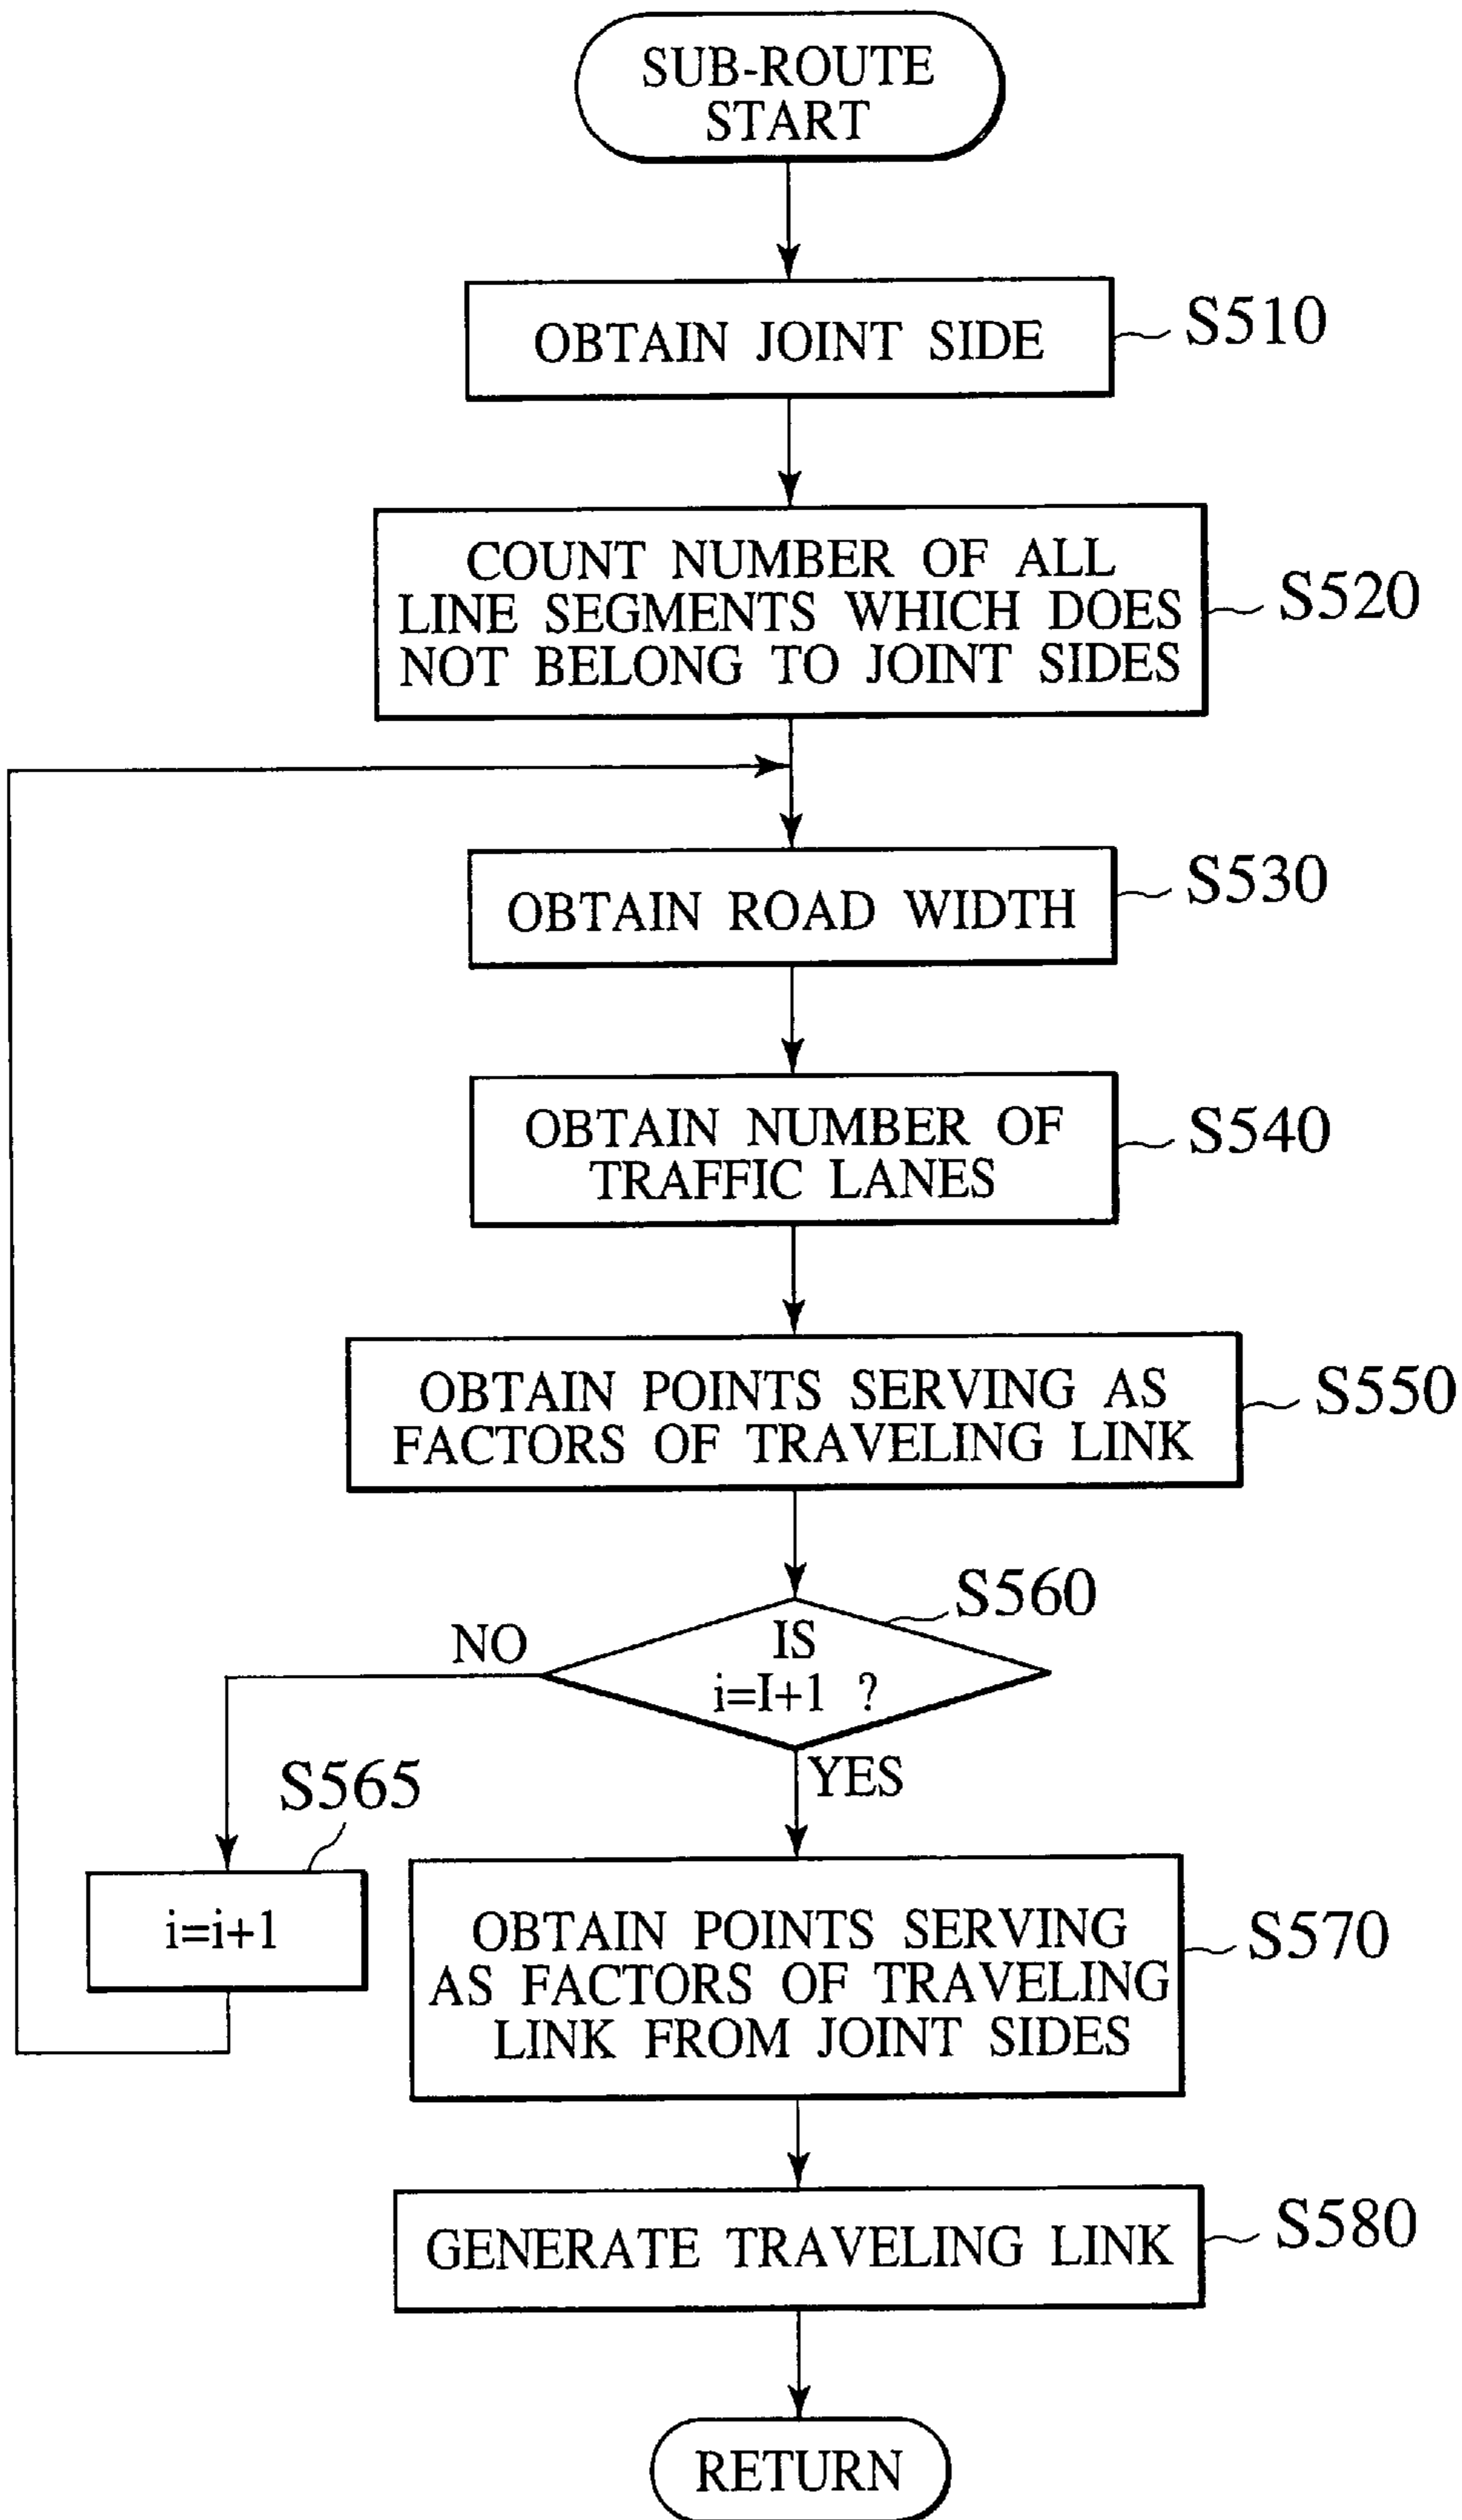 SUB-ROUTE
START
OBTAIN JOINT SIDE
S510
COUNT NUMBER OF ALL
LINE SEGMENTS WHICH DOES
NOT BELONG TO JOINT SIDES
S520
OBTAIN ROAD WIDTH
S530
OBTAIN NUMBER OF
TRAFFIC LANES
S540
OBTAIN POINTS SERVING AS
FACTORS OF TRAVELING LINK
S550
S560
IS
i=I+1 ?
NO
YES
S565
i=i+1
OBTAIN POINTS SERVING
AS FACTORS OF TRAVELING
LINK FROM JOINT SIDES
S570
GENERATE TRAVELING LINK
S580
RETURN